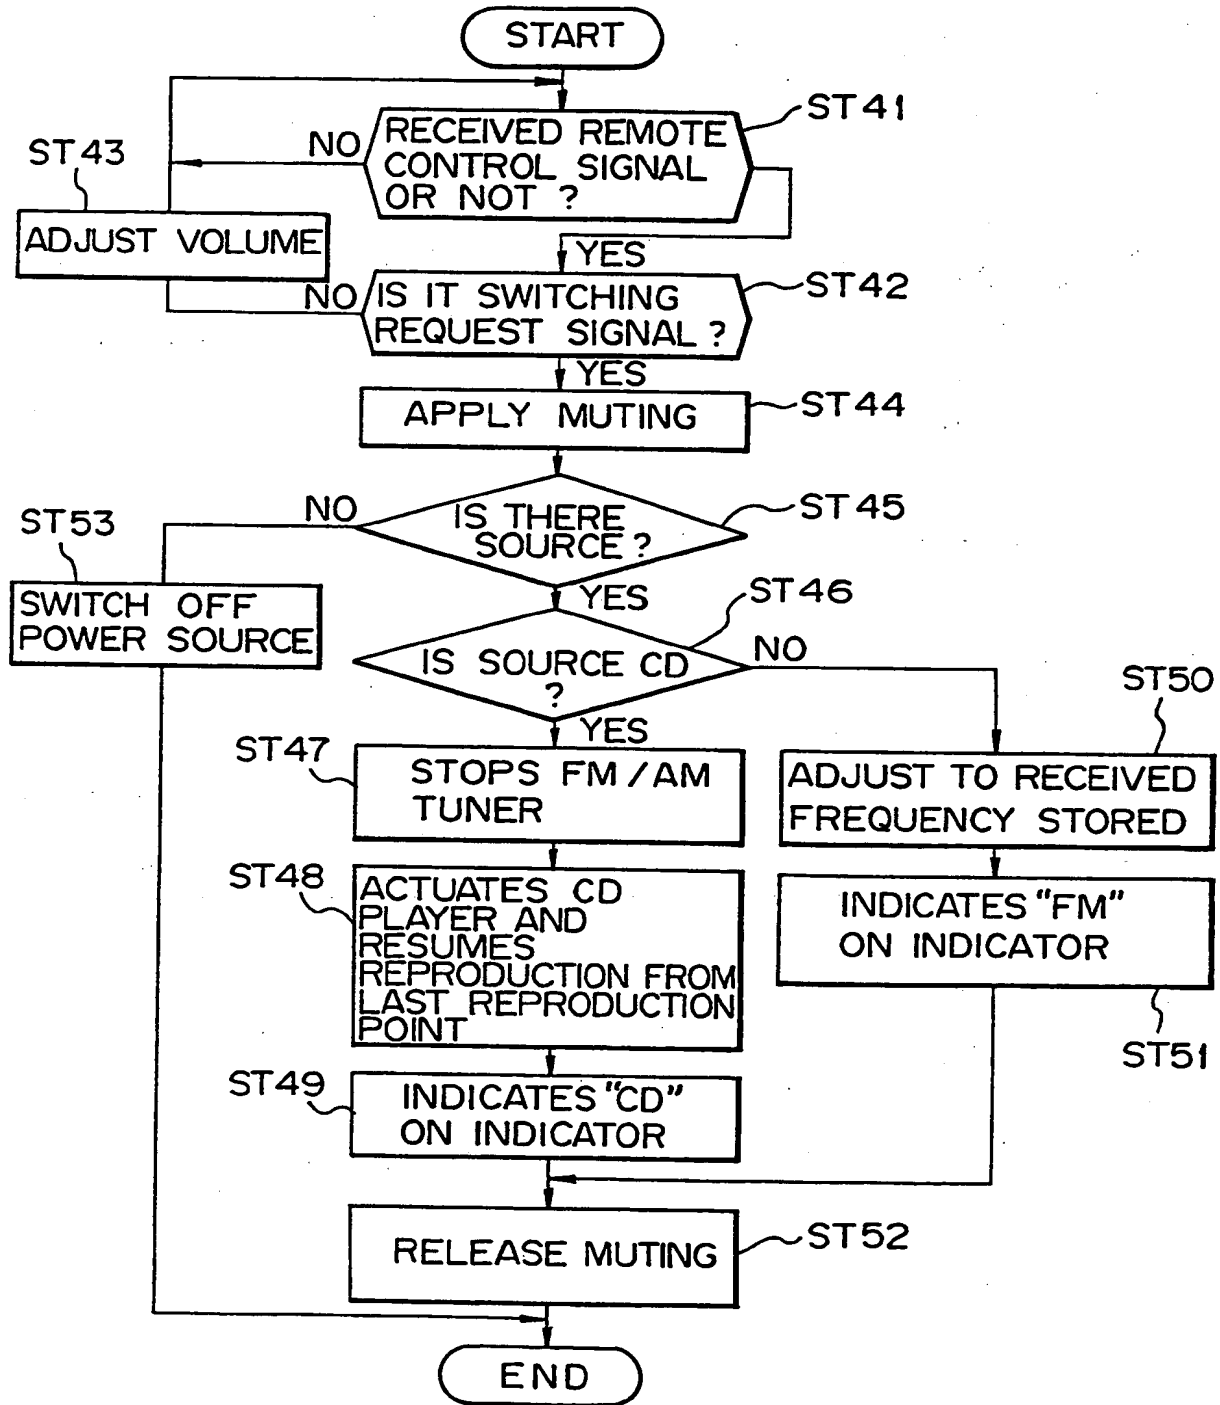 START
ST41
RECEIVED REMOTE
CONTROL SIGNAL
OR NOT ?
NO
ST43
ADJUST VOLUME
YES
ST42
IS IT SWITCHING
REQUEST SIGNAL ?
NO
YES
APPLY MUTING
ST44
IS THERE
SOURCE ?
ST45
NO
ST53
SWITCH OFF
POWER SOURCE
YES
ST46
IS SOURCE CD
?
NO
YES
ST47
STOPS FM / AM
TUNER
ST50
ADJUST TO RECEIVED
FREQUENCY STORED
ST48
ACTUATES CD
PLAYER AND
RESUMES
REPRODUCTION FROM
LAST REPRODUCTION
POINT
INDICATES "FM"
ON INDICATOR
ST51
ST49
INDICATES "CD"
ON INDICATOR
RELEASE MUTING
ST52
END